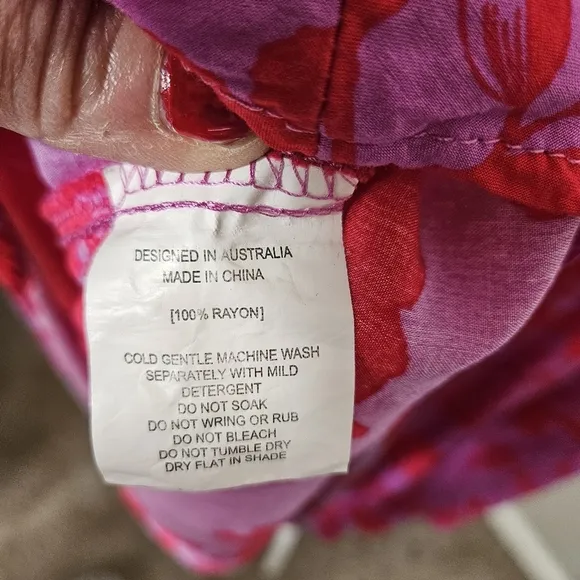 DESIGNED IN AUSTRALIA
MADE IN CHINA
[100% RAYON]
COLD GENTLE MACHINE WASH
SEPARATELY WITH MILD
DETERGENT
DO NOT SOAK
DO NOT WRING OR RUB
DO NOT BLEACH
DO NOT TUMBLE DRY
DRY FLAT IN SHADE